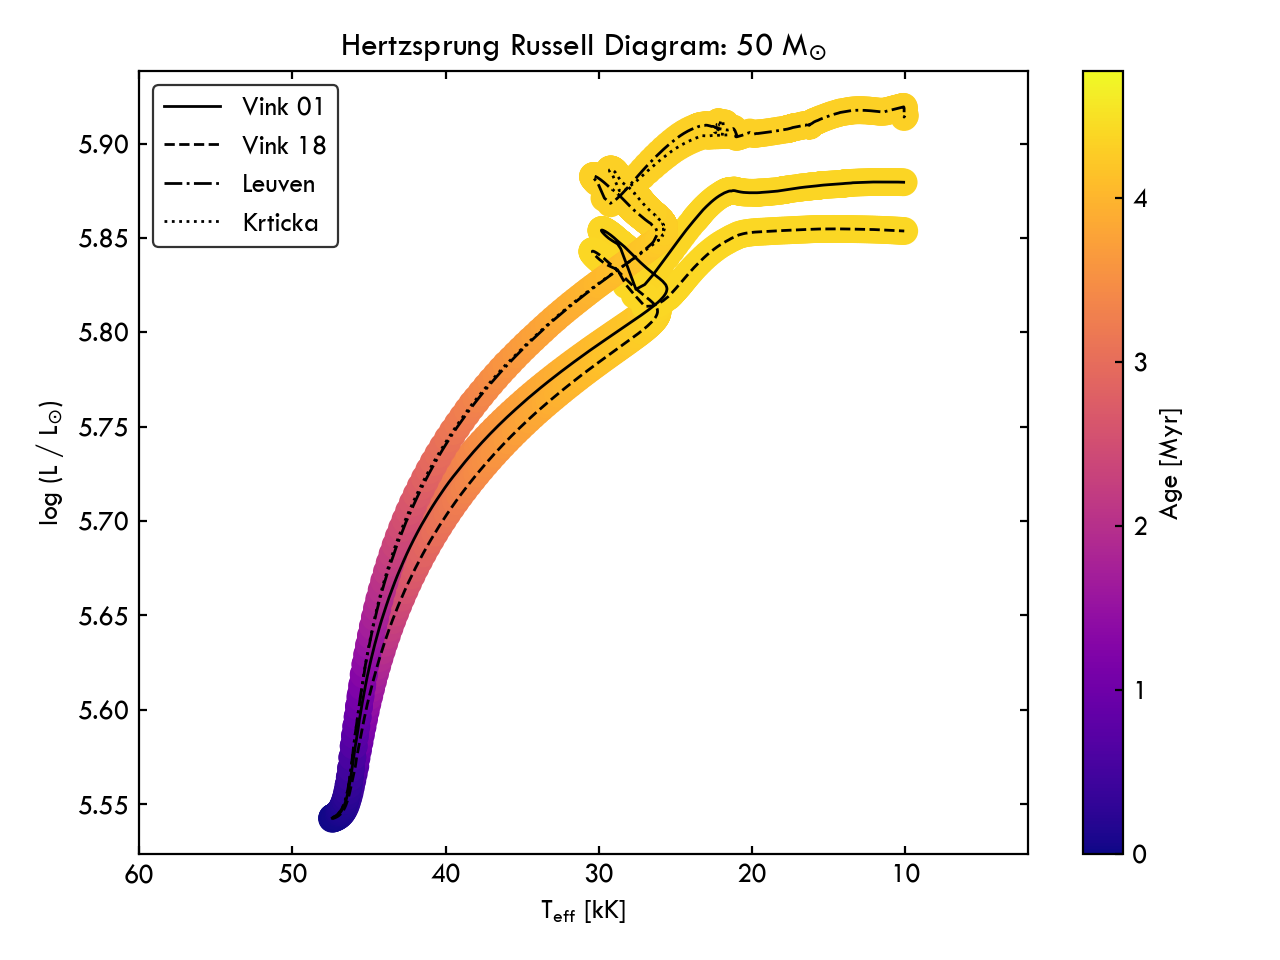 Hertzsprung Russell Diagram: 50 M☉
Vink 01
Vink 18
Leuven
Krticka
5.90
5.85
5.80
5.75
5.70
5.65
5.60
5.55
log (L / L☉)
60 50 40 30 20 10
T_eff [kK]
4
3
2
1
0
Age [Myr]